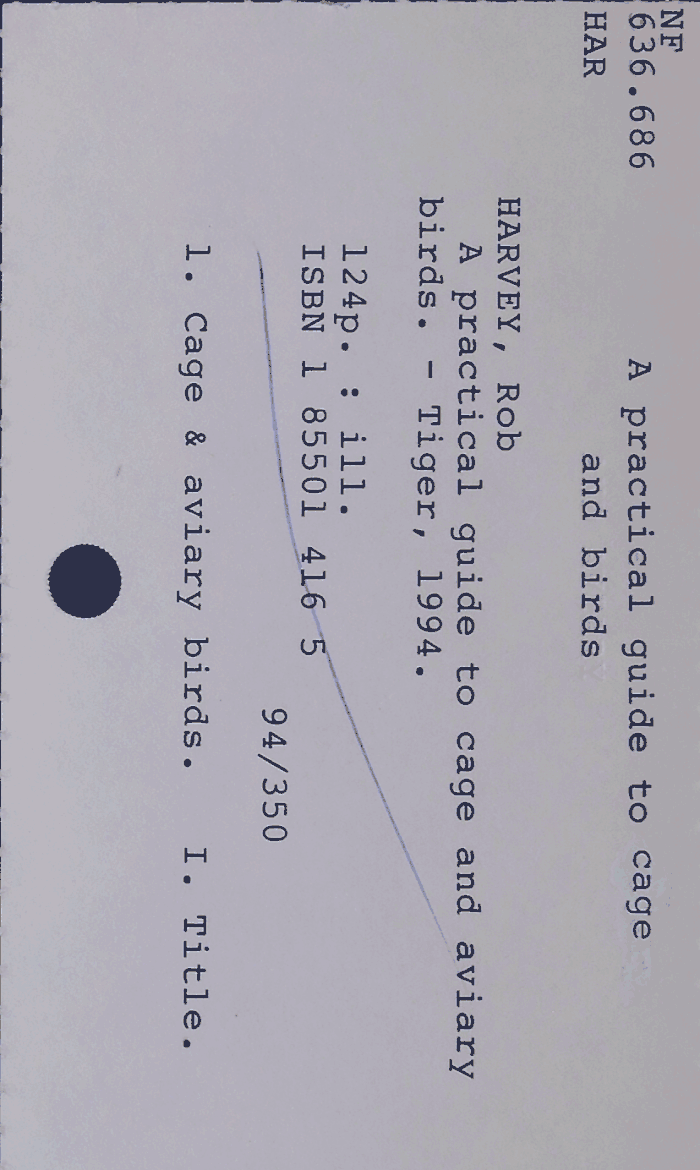 NF
636.686 A practical guide to cage
HAR and birds
HARVEY, Rob
A practical guide to cage and aviary
birds. - Tiger, 1994.
124p. : ill.
ISBN 1 85501 416 5
94/350
1. Cage & aviary birds. I. Title.